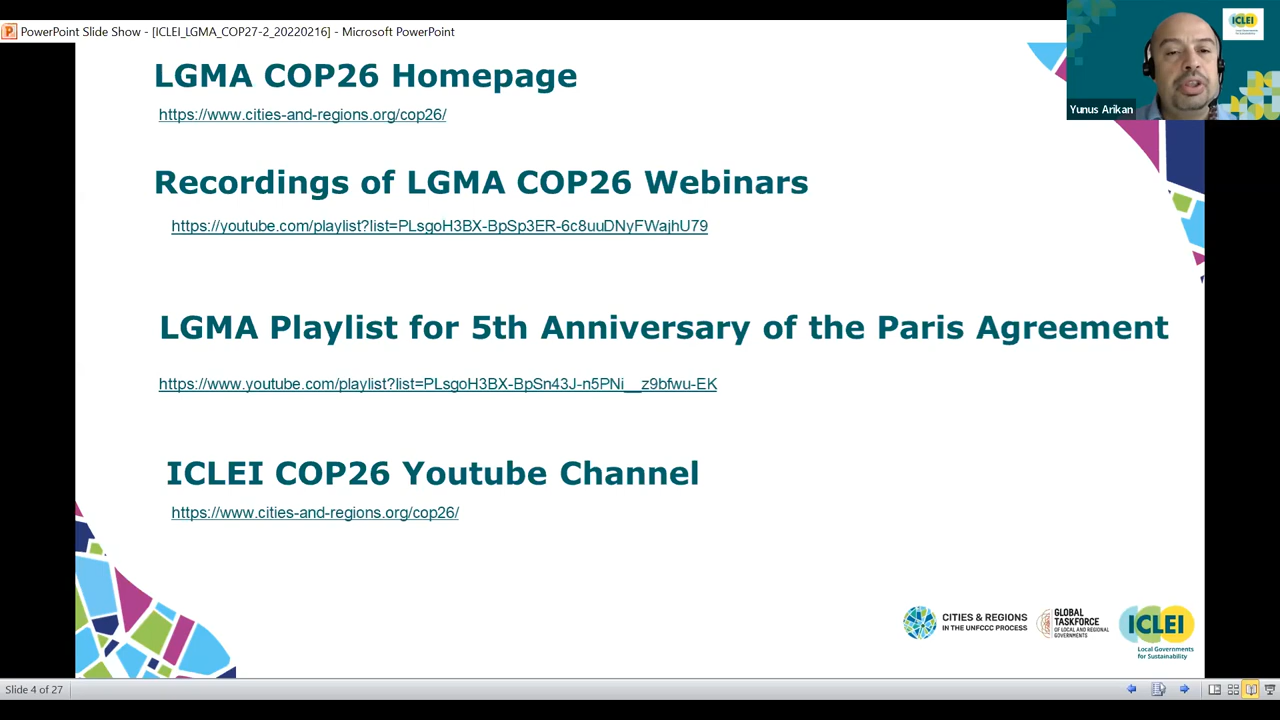 PowerPoint Slide Show - [ICLEI_LGMA_COP27-2_20220216] - Microsoft PowerPoint
ICLEI
Yunus Arikan
LGMA COP26 Homepage
https://www.cities-and-regions.org/cop26/
Recordings of LGMA COP26 Webinars
https://youtube.com/playlist?list=PLsgoH3BX-BpSp3ER-6c8uuDNyFWajhU79
LGMA Playlist for 5th Anniversary of the Paris Agreement
https://www.youtube.com/playlist?list=PLsgoH3BX-BpSn43J-n5PNi__z9bfwu-EK
ICLEI COP26 Youtube Channel
https://www.cities-and-regions.org/cop26/
CITIES & REGIONS
IN THE UNFCCC PROCESS
GLOBAL
TASKFORCE
OF LOCAL AND REGIONAL
GOVERNMENTS
ICLEI
Local Governments
for Sustainability
Slide 4 of 27